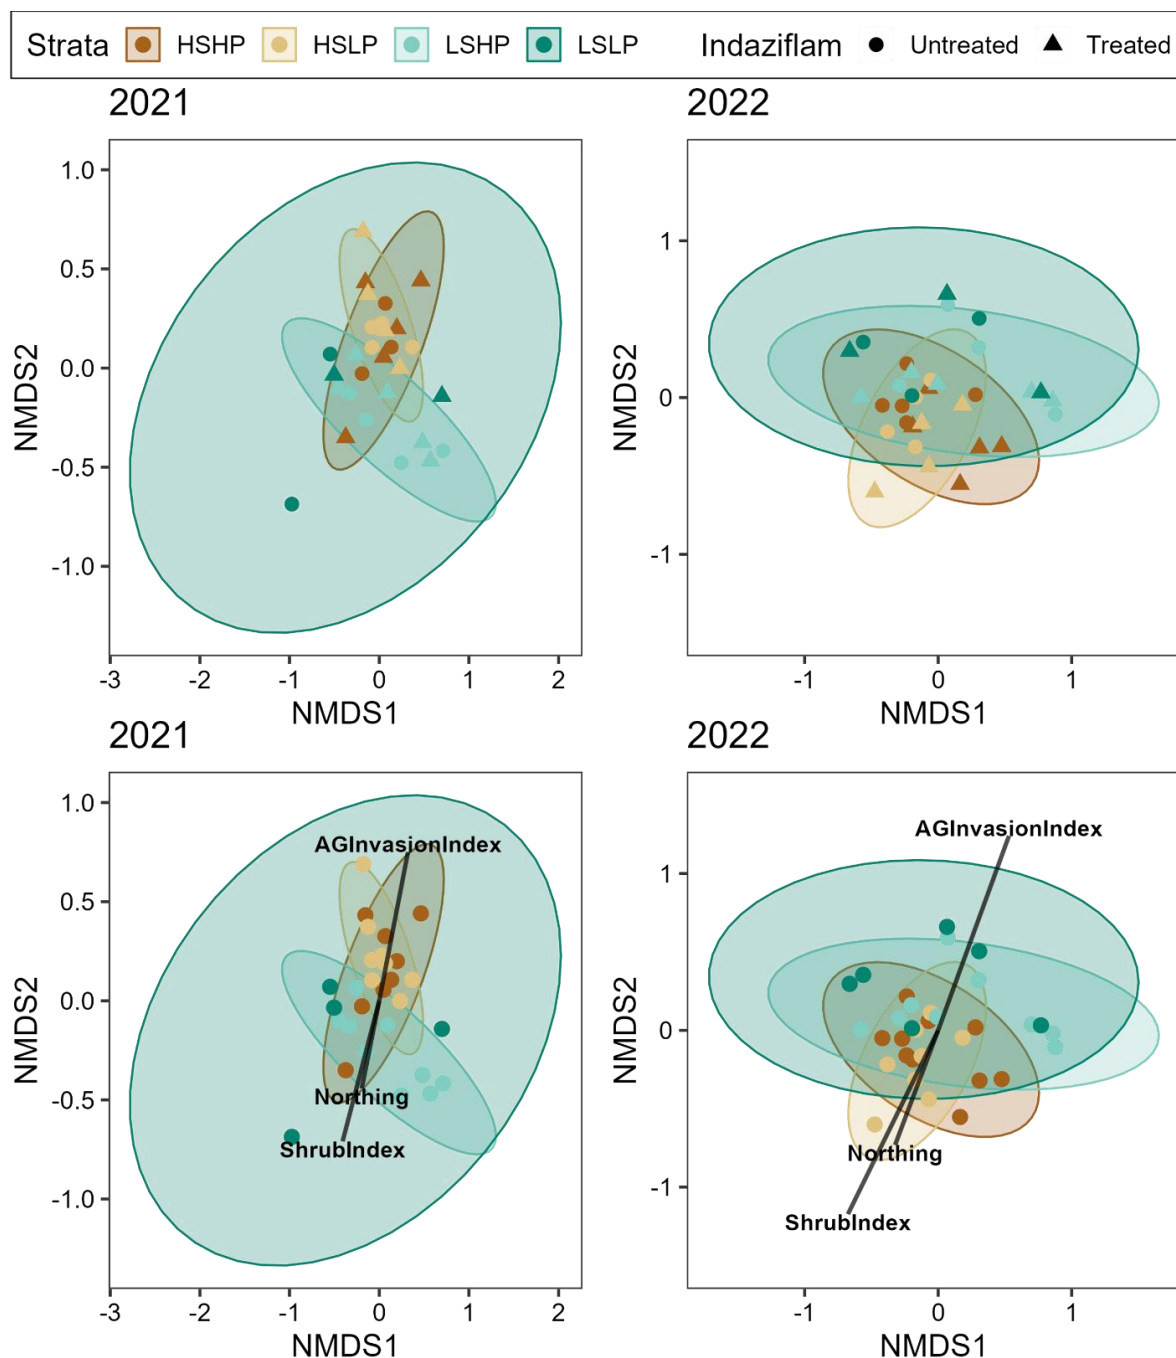 Strata HSHP HSLP LSHP LSLP Indaziflam Untreated Treated
2021 2022
1.0
0.5
0.0
-0.5
-1.0
NMDS2
-3 -2 -1 0 1 2
NMDS1
1
0
-1
NMDS2
-1 0 1
NMDS1
2021 2022
1.0
0.5
0.0
-0.5
-1.0
NMDS2
AGInvasionIndex
Northing
ShrubIndex
-3 -2 -1 0 1 2
NMDS1
1
0
-1
NMDS2
AGInvasionIndex
Northing
ShrubIndex
-1 0 1
NMDS1